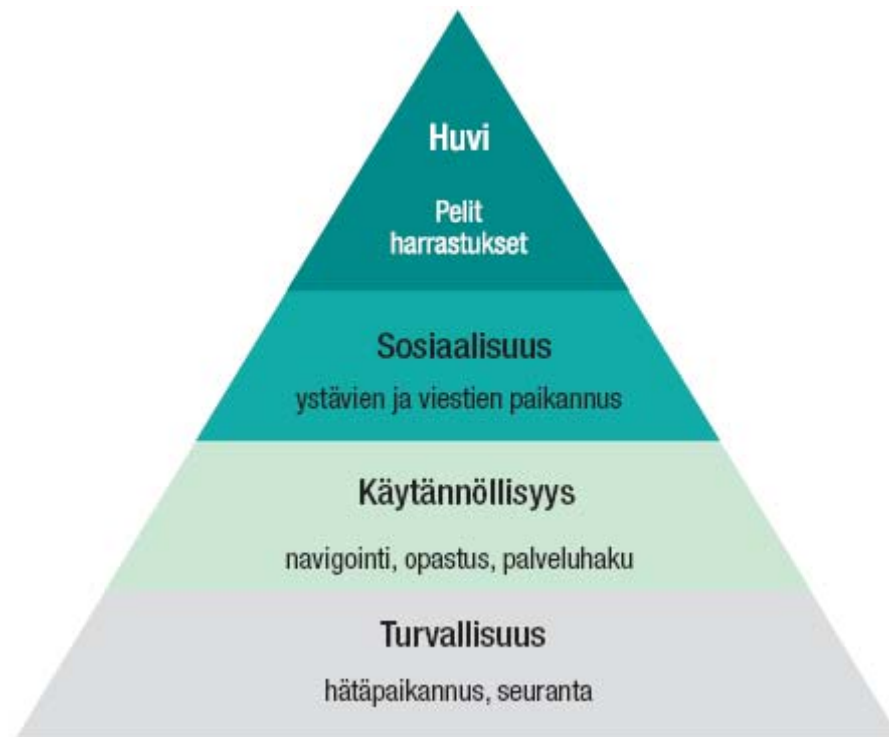 Huvi
Pelit
harrastukset
Sosiaalisuus
ystävien ja viestien paikannus
Käytännöllisyys
navigointi, opastus, palveluhaku
Turvallisuus
hätäpaikannus, seuranta